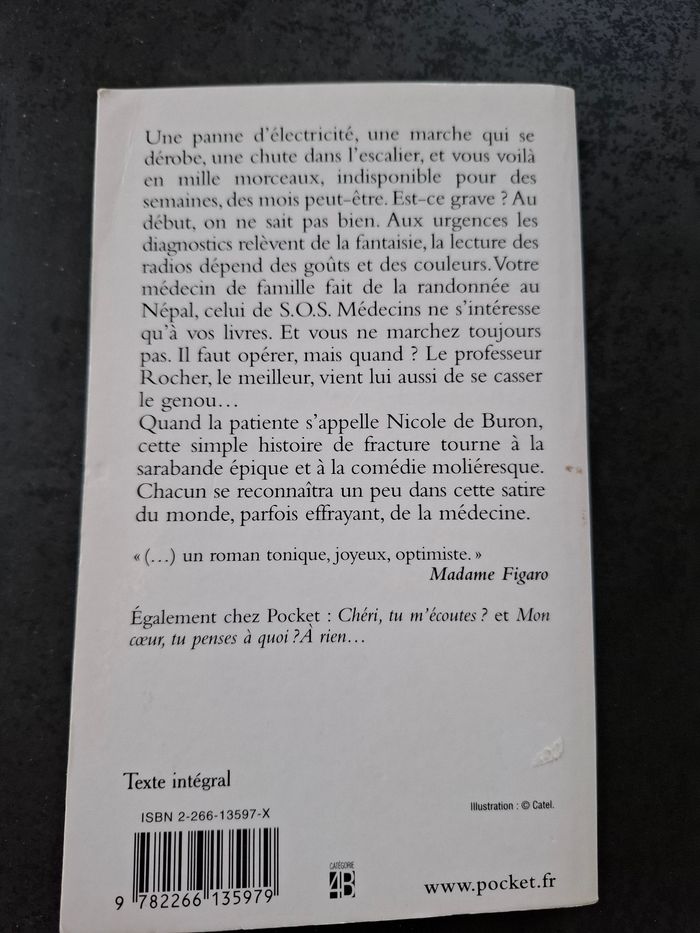 Une panne d'électricité, une marche qui se
dérobe, une chute dans l'escalier, et vous voilà
en mille morceaux, indisponible pour des
semaines, des mois peut-être. Est-ce grave ? Au
début, on ne sait pas bien. Aux urgences les
diagnostics relèvent de la fantaisie, la lecture des
radios dépend des goûts et des couleurs. Votre
médecin de famille fait de la randonnée au
Népal, celui de S.O.S. Médecins ne s'intéresse
qu'à vos livres. Et vous ne marchez toujours
pas. Il faut opérer, mais quand ? Le professeur
Rocher, le meilleur, vient lui aussi de se casser
le genou…
Quand la patiente s'appelle Nicole de Buron,
cette simple histoire de fracture tourne à la
sarabande épique et à la comédie moliéresque.
Chacun se reconnaîtra un peu dans cette satire
du monde, parfois effrayant, de la médecine.
« (…) un roman tonique, joyeux, optimiste. »
Madame Figaro
Également chez Pocket : Chéri, tu m'écoutes ? et Mon
cœur, tu penses à quoi ?À rien…
Texte intégral
ISBN 2-266-13597-X
Illustration : © Catel.
9 782266 135979
CATÉGORIE
4B
www.pocket.fr